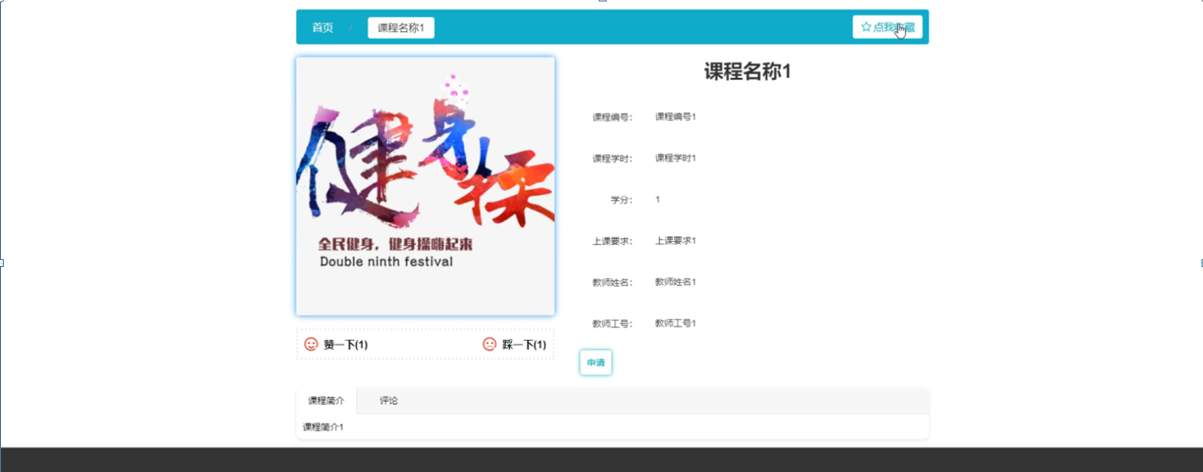 首页 / 课程名称1 点我收藏
课程名称1
健身操
全民健身，健身操嗨起来
Double ninth festival
课程编号： 课程编号1
课程学时： 课程学时1
学分： 1
上课要求： 上课要求1
教师姓名： 教师姓名1
教师工号： 教师工号1
赞一下(1) 踩一下(1)
申请
课程简介 评论
课程简介1